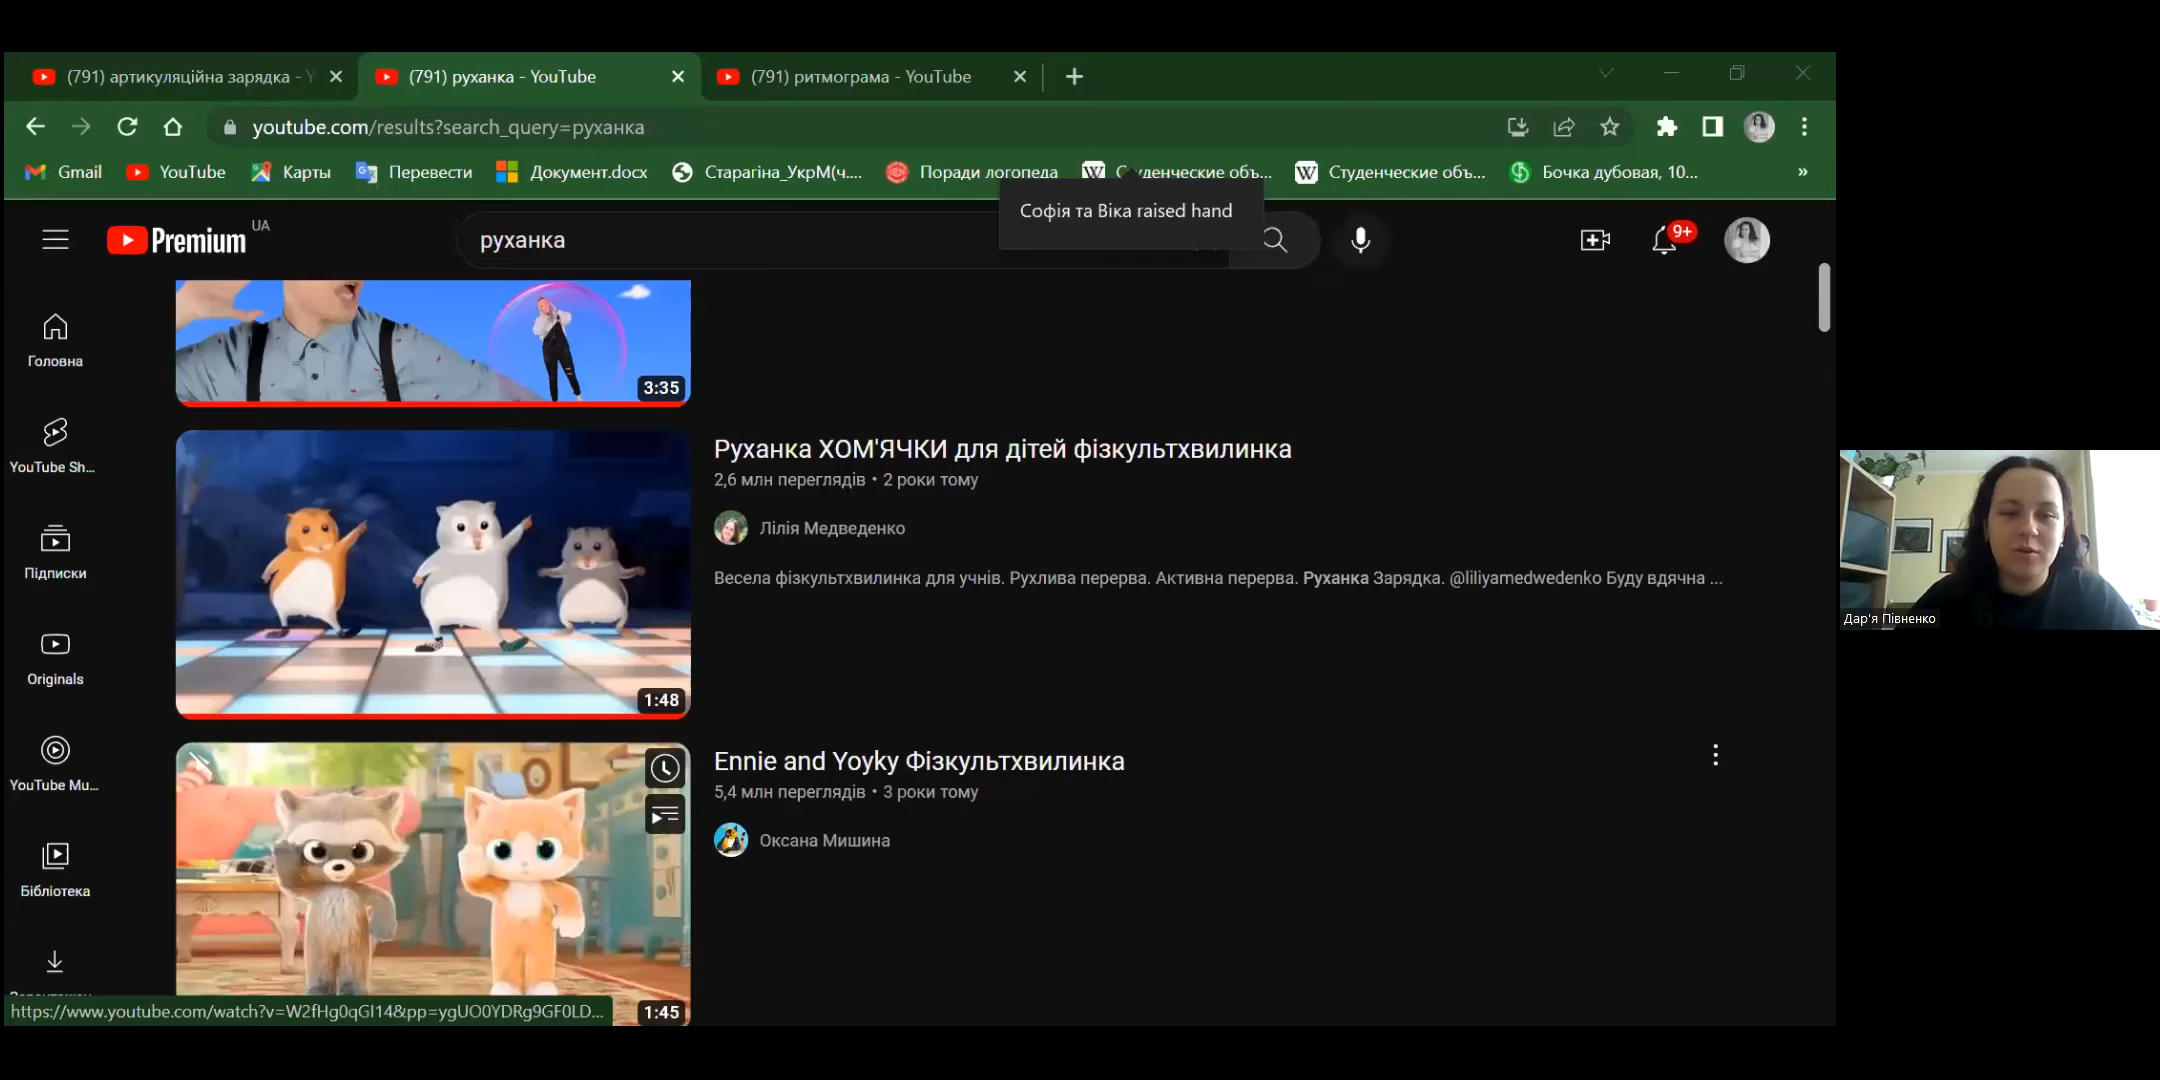 (791) артикуляційна зарядка - Y
(791) руханка - YouTube
(791) ритмограма - YouTube
youtube.com/results?search_query=руханка
Gmail
YouTube
Карты
Перевести
Документ.docx
Старагіна_УкрМ(ч....
Поради логопеда
Студенческие объ...
Студенческие объ...
Бочка дубовая, 10...
»
Софія та Віка raised hand
Premium
UA
руханка
9+
Головна
YouTube Sh...
Підписки
Originals
YouTube Mu...
Бібліотека
3:35
Руханка ХОМ'ЯЧКИ для дітей фізкультхвилинка
2,6 млн переглядів • 2 роки тому
Лілія Медведенко
Весела фізкультхвилинка для учнів. Рухлива перерва. Активна перерва. Руханка Зарядка. @liliyamedwedenko Буду вдячна ...
1:48
Ennie and Yoyky Фізкультхвилинка
5,4 млн переглядів • 3 роки тому
Оксана Мишина
1:45
https://www.youtube.com/watch?v=W2fHg0qGI14&pp=ygUO0YDRg9GF0LD...
Дар'я Півненко